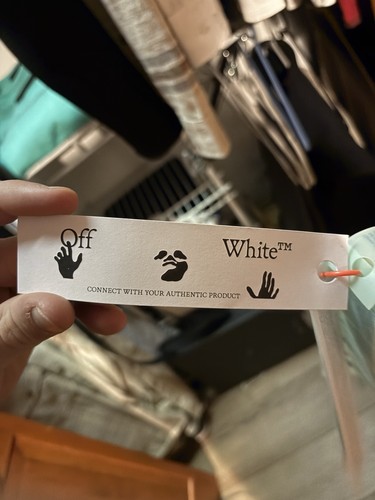 Off White™
CONNECT WITH YOUR AUTHENTIC PRODUCT